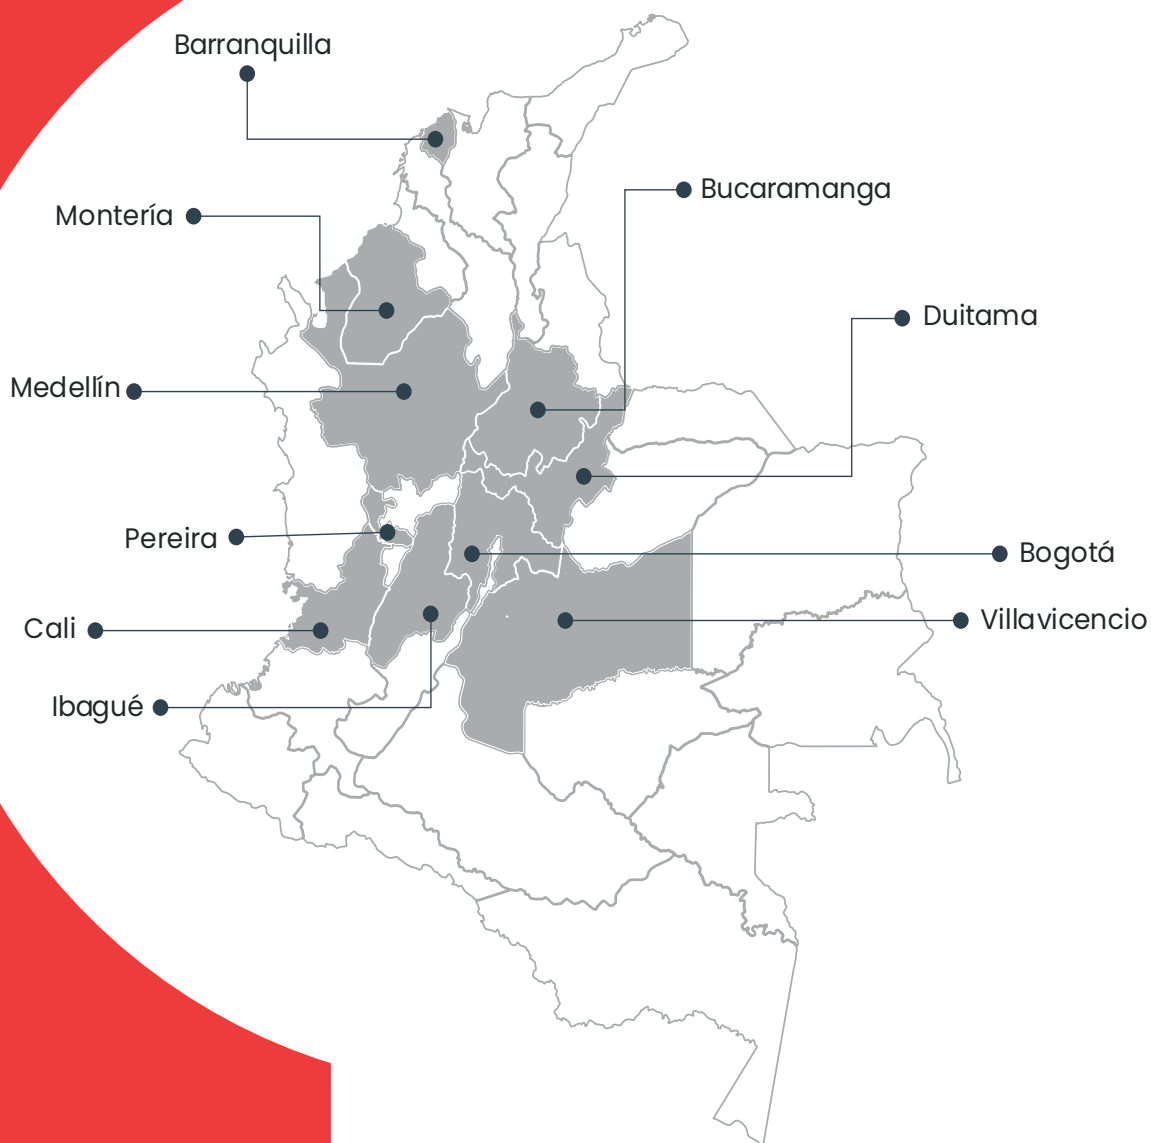 Barranquilla
Bucaramanga
Montería
Duitama
Medellín
Pereira
Bogotá
Villavicencio
Cali
Ibagué